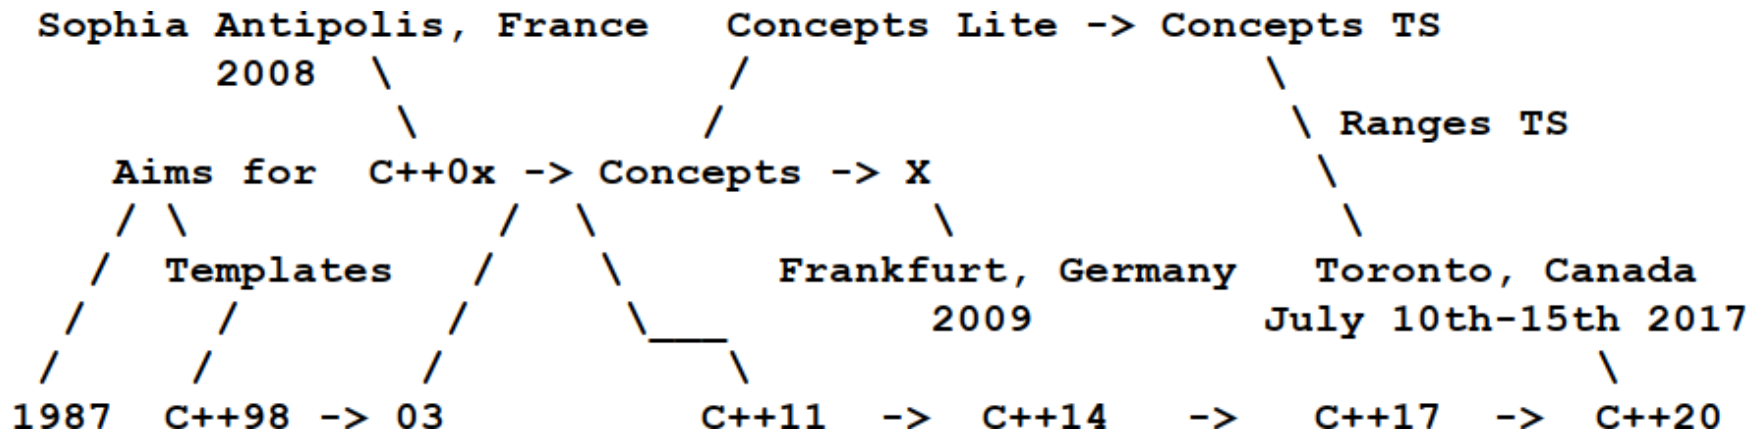 Sophia Antipolis, France   Concepts Lite -> Concepts TS
2008  \                /                    \
\           /                      \ Ranges TS
Aims for  C++0x -> Concepts -> X               \
/ \            /  \             \               \
/  Templates   /    \      Frankfurt, Germany   Toronto, Canada
/     /        /      \___        2009         July 10th-15th 2017
/     /        /           \                                  \
1987  C++98 -> 03          C++11  ->  C++14   ->   C++17  ->  C++20